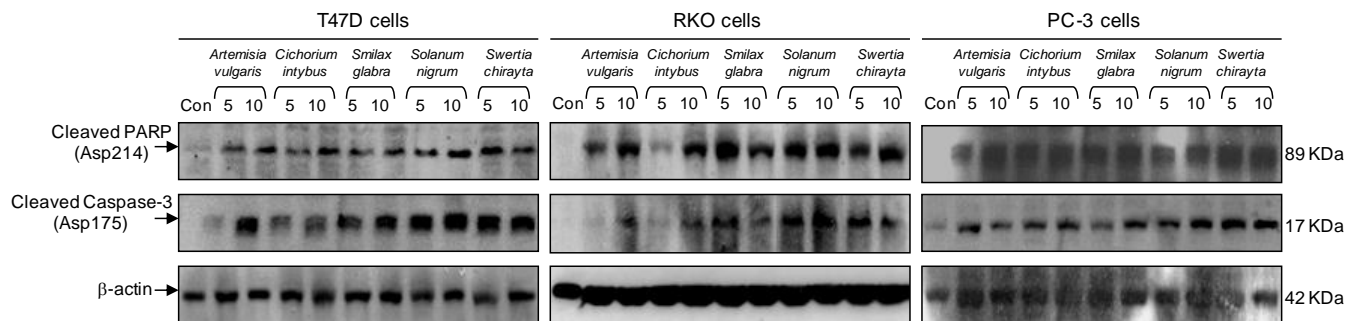 T47D cells RKO cells PC-3 cells
Artemisia Cichorium Smilax Solanum Swertia Artemisia Cichorium Smilax Solanum Swertia Artemisia Cichorium Smilax Solanum Swertia
vulgaris intybus glabra nigrum chirayta vulgaris intybus glabra nigrum chirayta vulgaris intybus glabra nigrum chirayta
Con 5 10 5 10 5 10 5 10 5 10 Con 5 10 5 10 5 10 5 10 5 10 Con 5 10 5 10 5 10 5 10 5 10
Cleaved PARP
(Asp214)
89 KDa
Cleaved Caspase-3
(Asp175)
17 KDa
β-actin
42 KDa